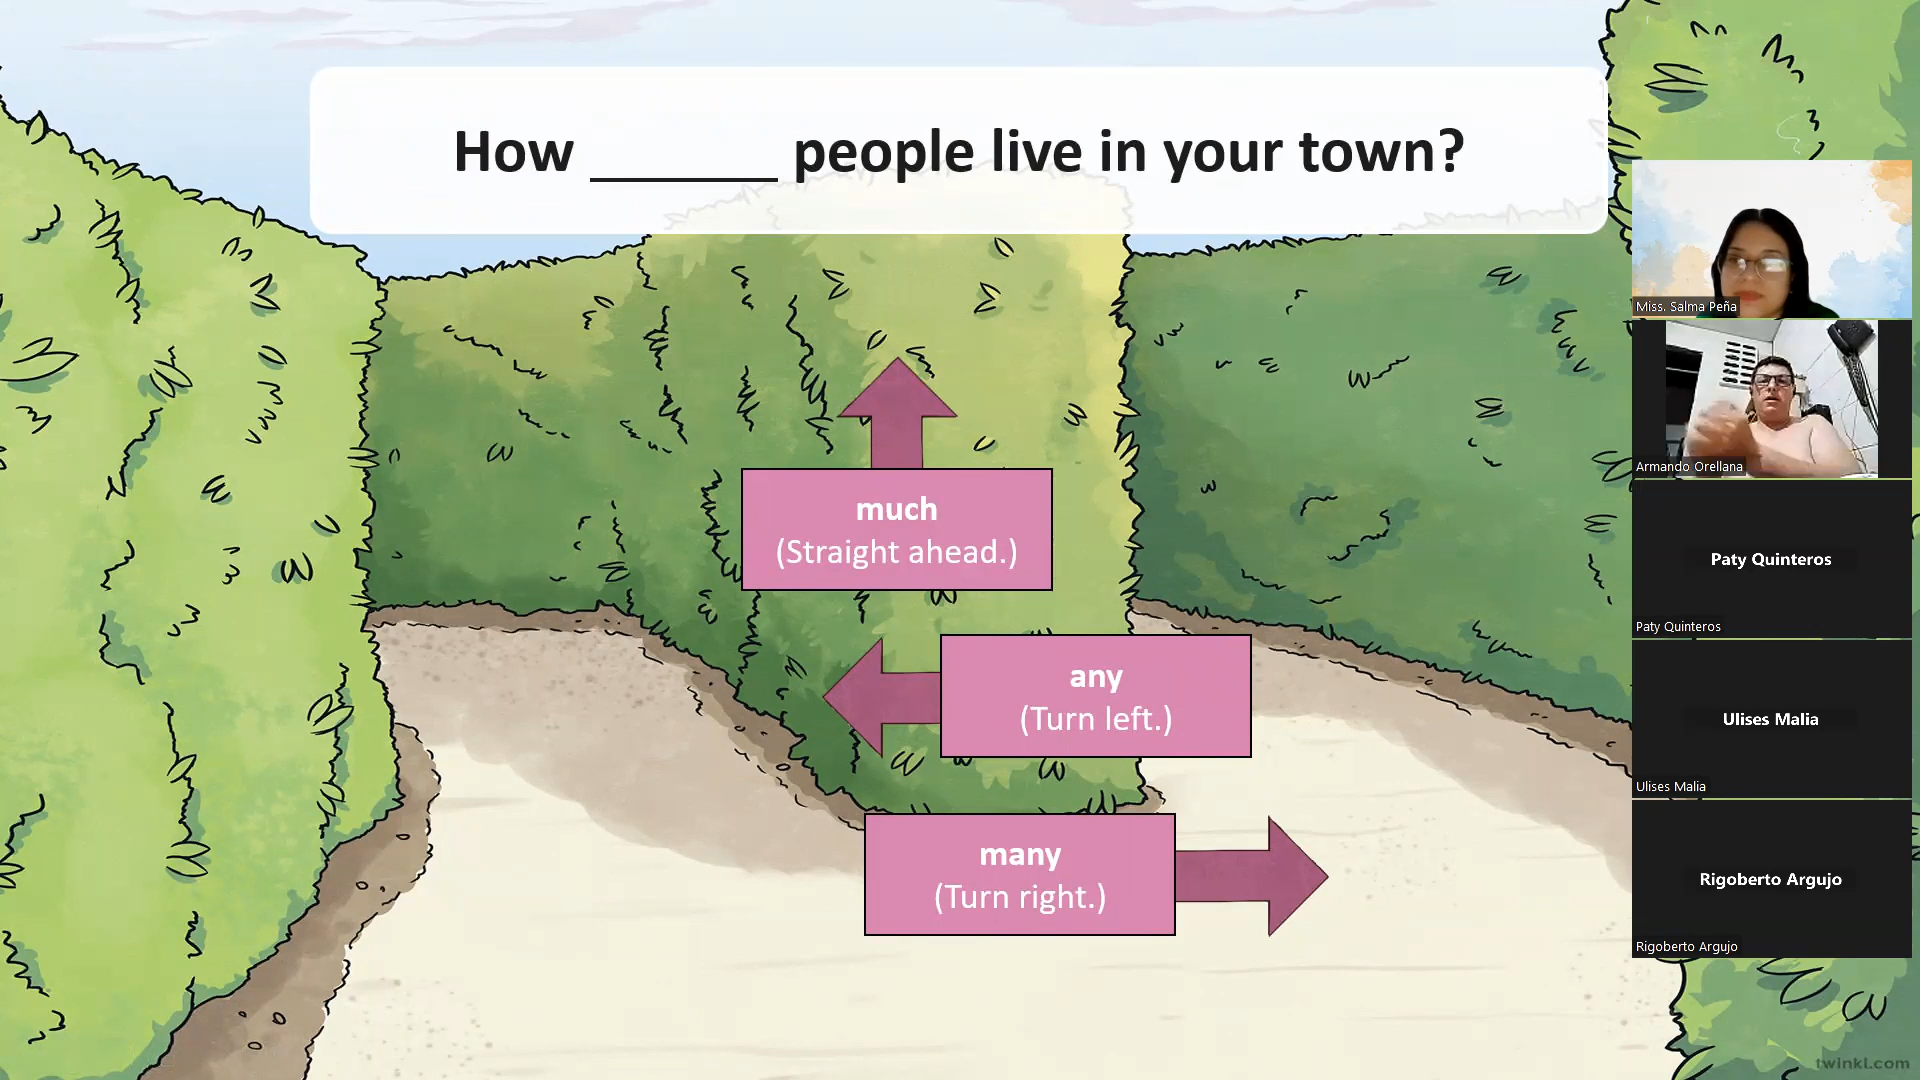 How ______ people live in your town?
much
(Straight ahead.)
any
(Turn left.)
many
(Turn right.)
Miss. Salma Peña
Armando Orellana
Paty Quinteros
Paty Quinteros
Ulises Malia
Ulises Malia
Rigoberto Argujo
Rigoberto Argujo
twinkl.com